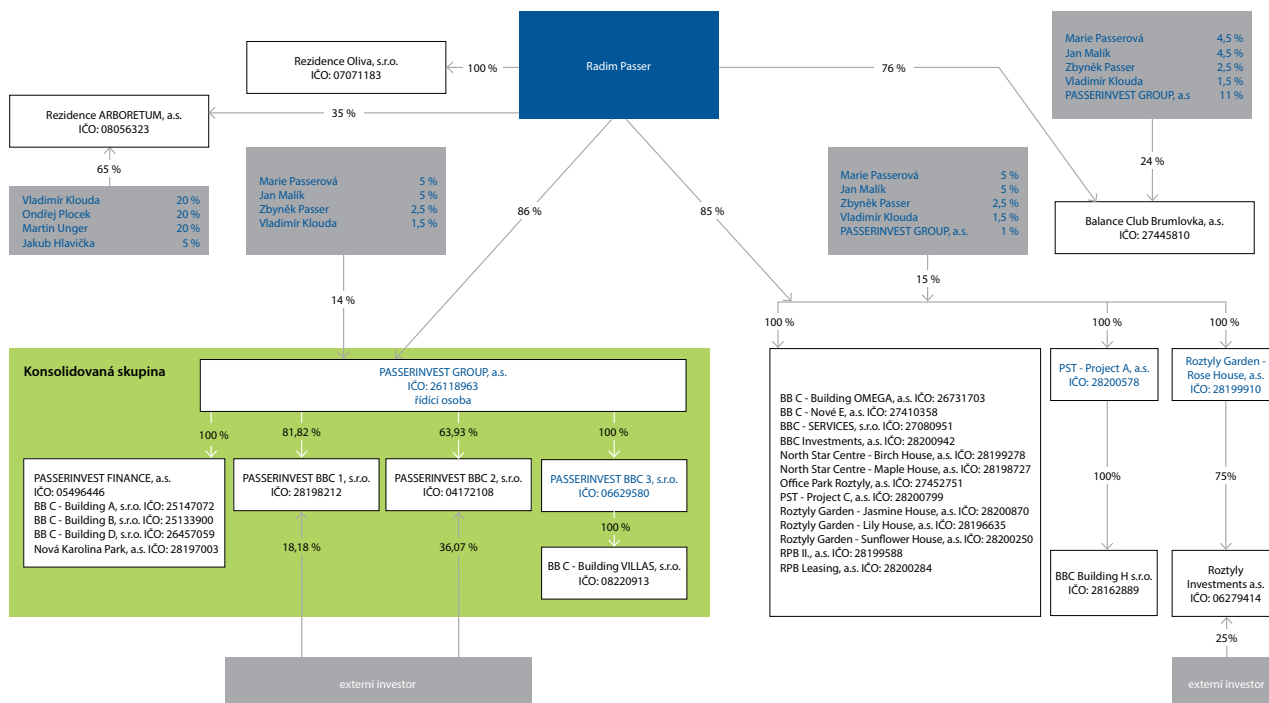 Radim Passer
Rezidence Oliva, s.r.o.
IČO: 07071183
100 %
76 %
Marie Passerová 4,5 %
Jan Malík 4,5 %
Zbyněk Passer 2,5 %
Vladimír Klouda 1,5 %
PASSERINVEST GROUP, a.s 11 %
Rezidence ARBORETUM, a.s.
IČO: 08056323
35 %
65 %
Vladimír Klouda 20 %
Ondřej Plocek 20 %
Martin Unger 20 %
Jakub Hlavička 5 %
Marie Passerová 5 %
Jan Malík 5 %
Zbyněk Passer 2,5 %
Vladimír Klouda 1,5 %
86 %
85 %
Marie Passerová 5 %
Jan Malík 5 %
Zbyněk Passer 2,5 %
Vladimír Klouda 1,5 %
PASSERINVEST GROUP, a.s. 1 %
24 %
Balance Club Brumlovka, a.s.
IČO: 27445810
14 %
15 %
100 %
100 %
100 %
Konsolidovaná skupina
PASSERINVEST GROUP, a.s.
IČO: 26118963
řídící osoba
100 %
81,82 %
63,93 %
100 %
PASSERINVEST FINANCE, a.s.
IČO: 05496446
BB C - Building A, s.r.o. IČO: 25147072
BB C - Building B, s.r.o. IČO: 25133900
BB C - Building D, s.r.o. IČO: 26457059
Nová Karolina Park, a.s. IČO: 28197003
PASSERINVEST BBC 1, s.r.o.
IČO: 28198212
PASSERINVEST BBC 2, s.r.o.
IČO: 04172108
PASSERINVEST BBC 3, s.r.o.
IČO: 06629580
18,18 %
36,07 %
100 %
BB C - Building VILLAS, s.r.o.
IČO: 08220913
externí investor
BB C - Building OMEGA, a.s. IČO: 26731703
BB C - Nové E, a.s. IČO: 27410358
BBC - SERVICES, s.r.o. IČO: 27080951
BBC Investments, a.s. IČO: 28200942
North Star Centre - Birch House, a.s. IČO: 28199278
North Star Centre - Maple House, a.s. IČO: 28198727
Office Park Roztyly, a.s. IČO: 27452751
PST - Project C, a.s. IČO: 28200799
Roztyly Garden - Jasmine House, a.s. IČO: 28200870
Roztyly Garden - Lily House, a.s. IČO: 28196635
Roztyly Garden - Sunflower House, a.s. IČO: 28200250
RPB II., a.s. IČO: 28199588
RPB Leasing, a.s. IČO: 28200284
PST - Project A, a.s.
IČO: 28200578
100%
BBC Building H s.r.o.
IČO: 28162889
Roztyly Garden -
Rose House, a.s.
IČO: 28199910
75%
Roztyly
Investments a.s.
IČO: 06279414
25%
externí investor